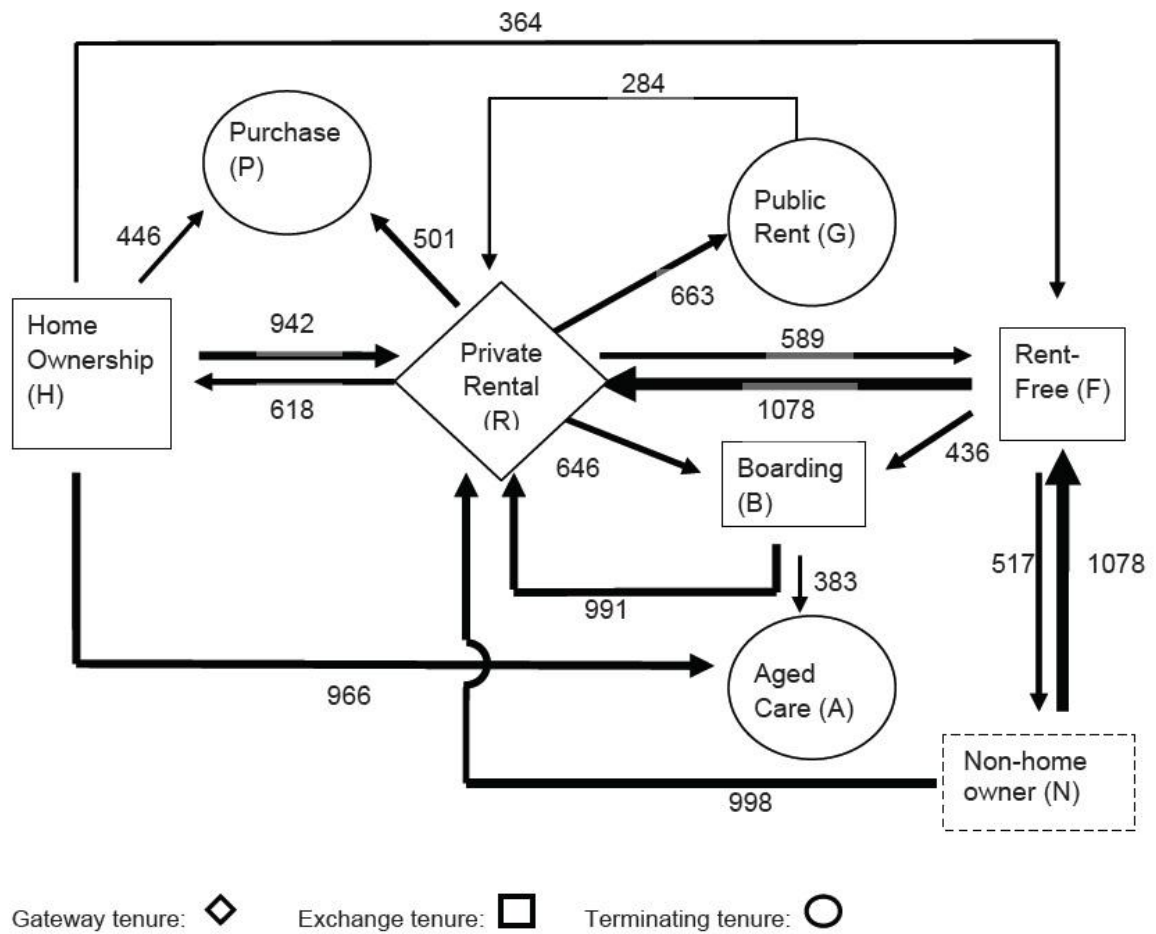 364
284
Purchase
(P)
Public
Rent (G)
446
501
663
Home
Ownership
(H)
942
618
Private
Rental
(R)
589
1078
Rent-
Free (F)
646
436
Boarding
(B)
991
383
517
1078
966
Aged
Care (A)
Non-home
owner (N)
998
Gateway tenure:
Exchange tenure:
Terminating tenure: